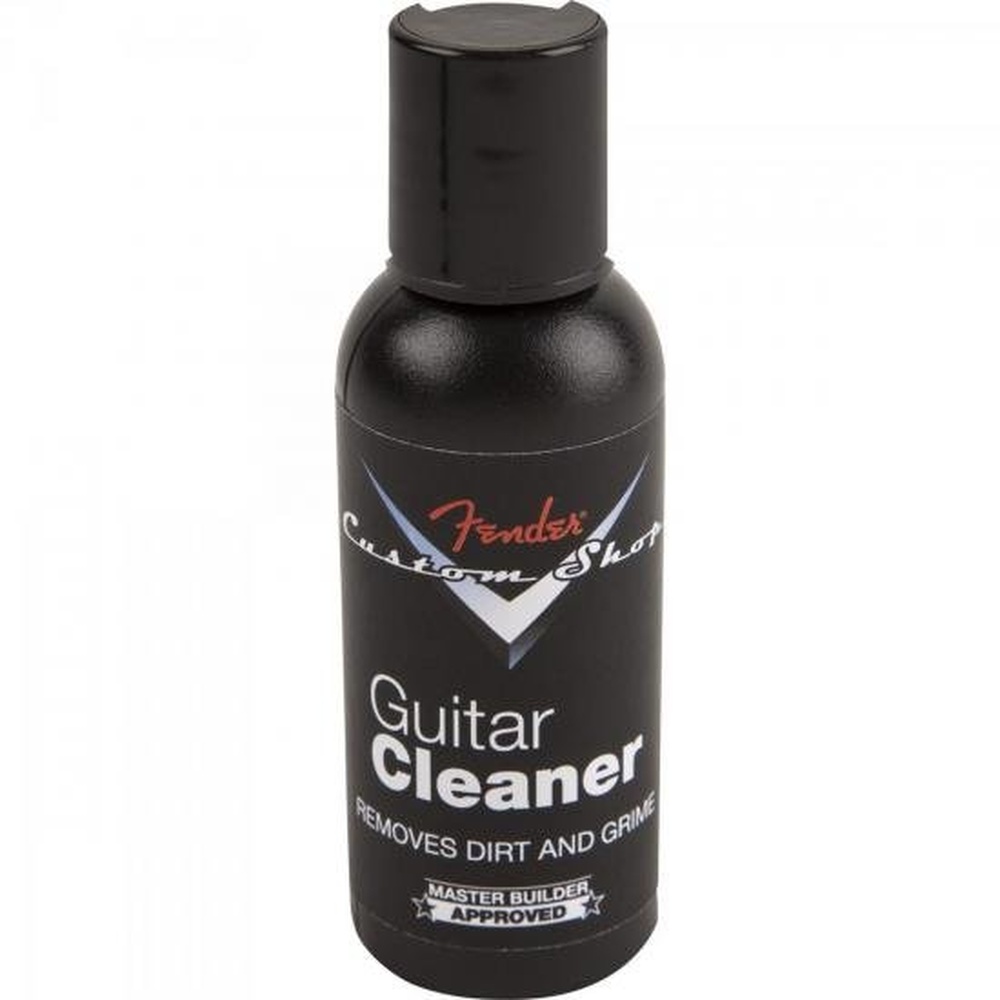 Fender®
Custom Shop
Guitar
Cleaner
REMOVES DIRT AND GRIME
MASTER BUILDER
APPROVED